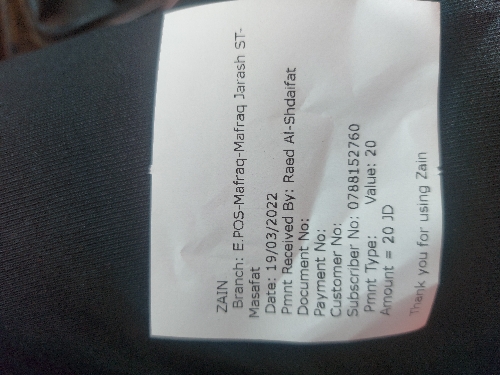 ZAIN
Branch: E.POS-Mafraq-Mafraq Jarash ST-
Masafat
Date: 19/03/2022
Pmnt Received By: Raed Al-Shdaifat
Document No:
Payment No:
Customer No:
Subscriber No: 0788152760
Pmnt Type: Value: 20
Amount = 20 JD
Thank you for using Zain